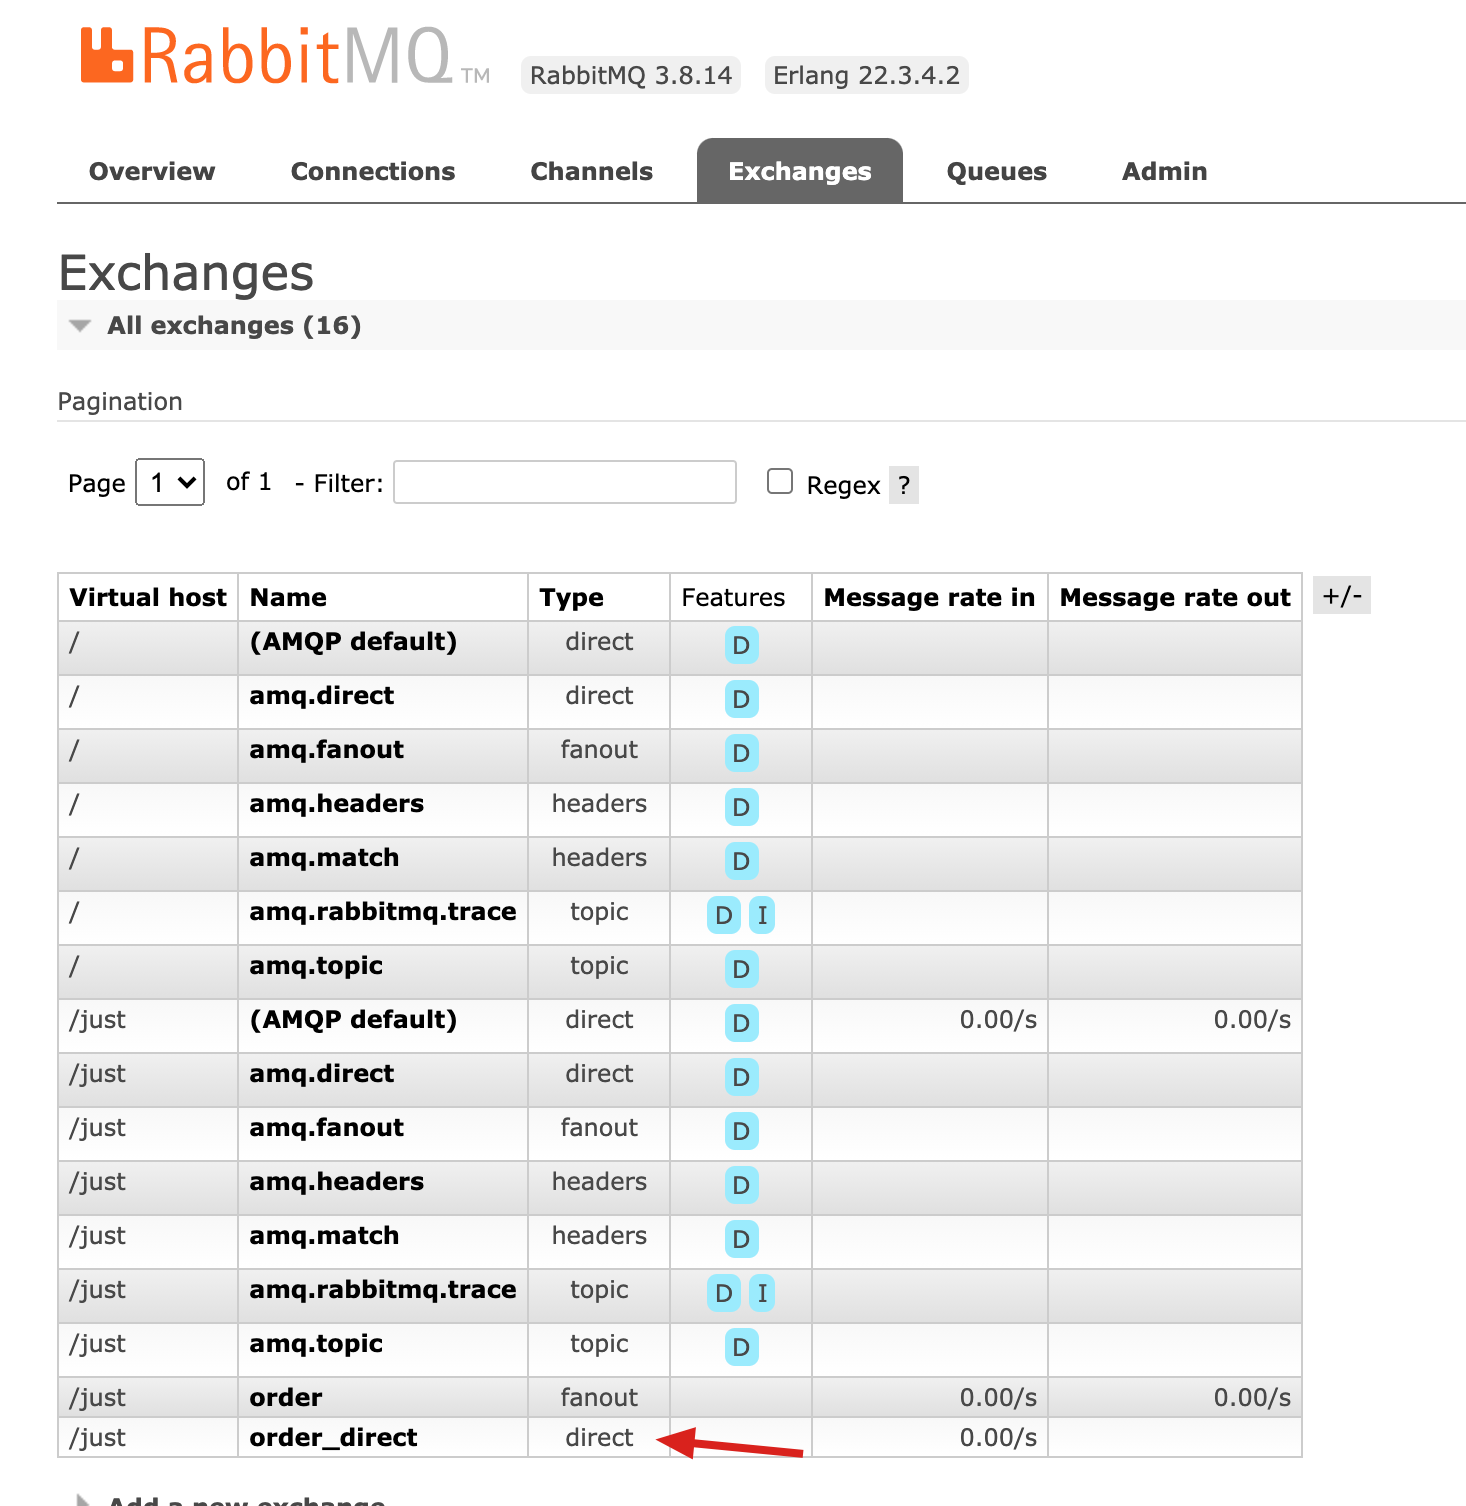 RabbitMQ TM RabbitMQ 3.8.14 Erlang 22.3.4.2
Overview Connections Channels Exchanges Queues Admin
Exchanges
All exchanges (16)
Pagination
Page 1 of 1 - Filter: Regex ?
Virtual host Name Type Features Message rate in Message rate out +/-
/ (AMQP default) direct D
/ amq.direct direct D
/ amq.fanout fanout D
/ amq.headers headers D
/ amq.match headers D
/ amq.rabbitmq.trace topic D I
/ amq.topic topic D
/just (AMQP default) direct D 0.00/s 0.00/s
/just amq.direct direct D
/just amq.fanout fanout D
/just amq.headers headers D
/just amq.match headers D
/just amq.rabbitmq.trace topic D I
/just amq.topic topic D
/just order fanout 0.00/s 0.00/s
/just order_direct direct 0.00/s
Add a new exchange